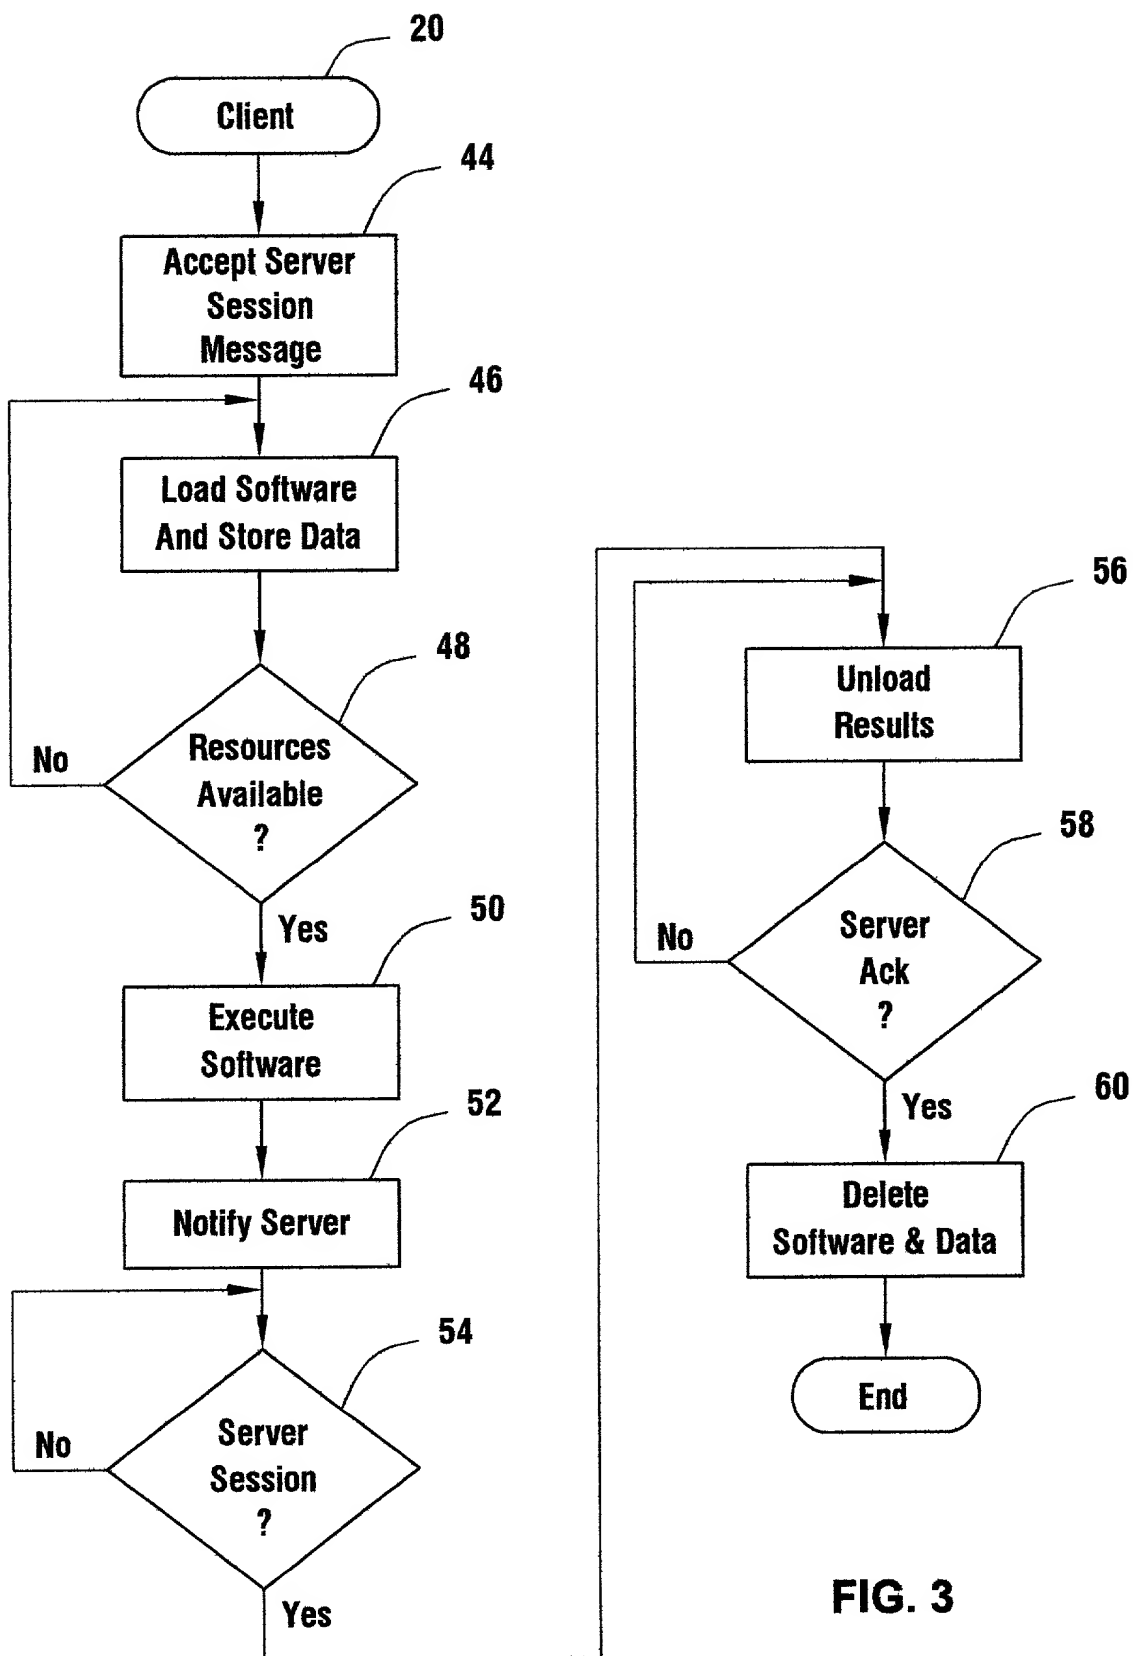 20
Client
44
Accept Server
Session
Message
46
Load Software
And Store Data
48
Resources
Available
?
No
Yes
50
Execute
Software
52
Notify Server
54
Server
Session
?
No
Yes
56
Unload
Results
58
Server
Ack
?
No
Yes
60
Delete
Software & Data
End
FIG. 3